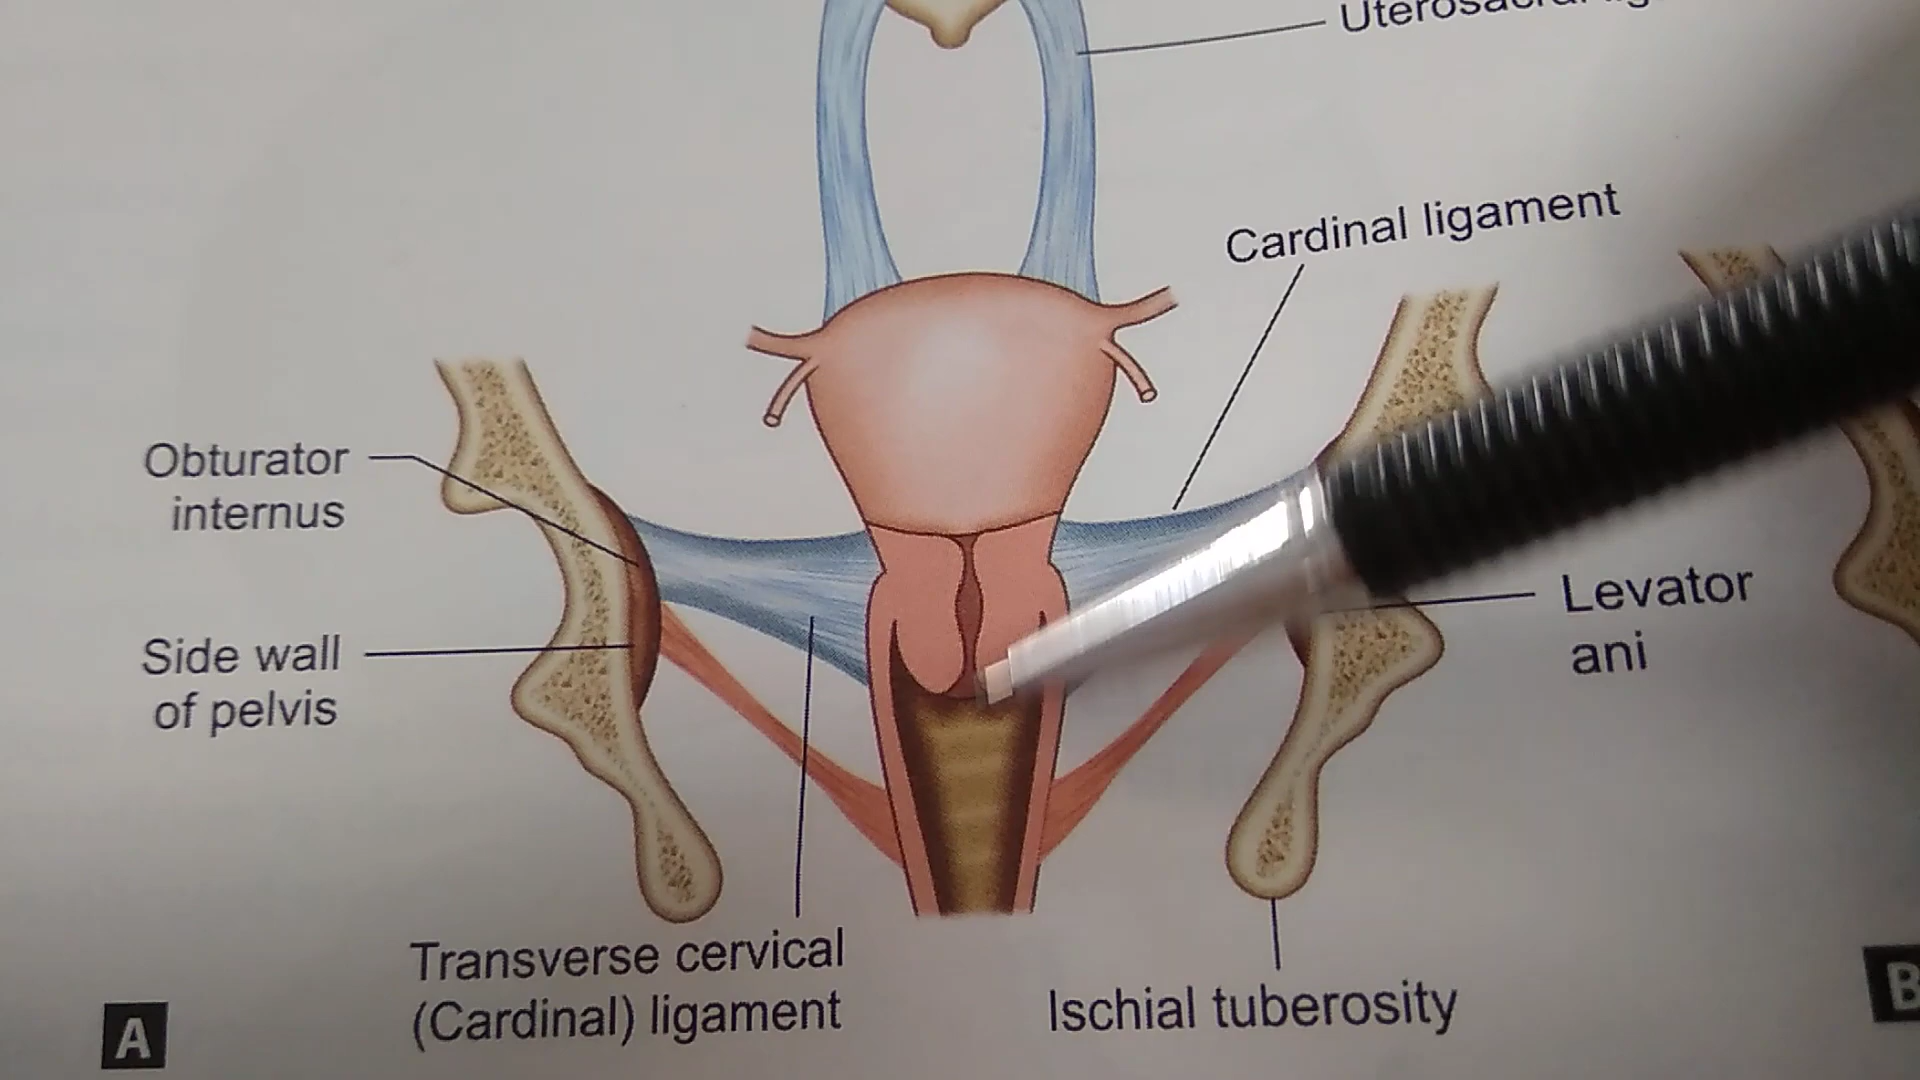 Cardinal ligament
Obturator
internus
Side wall
of pelvis
Levator
ani
Transverse cervical
(Cardinal) ligament
Ischial tuberosity
A
B